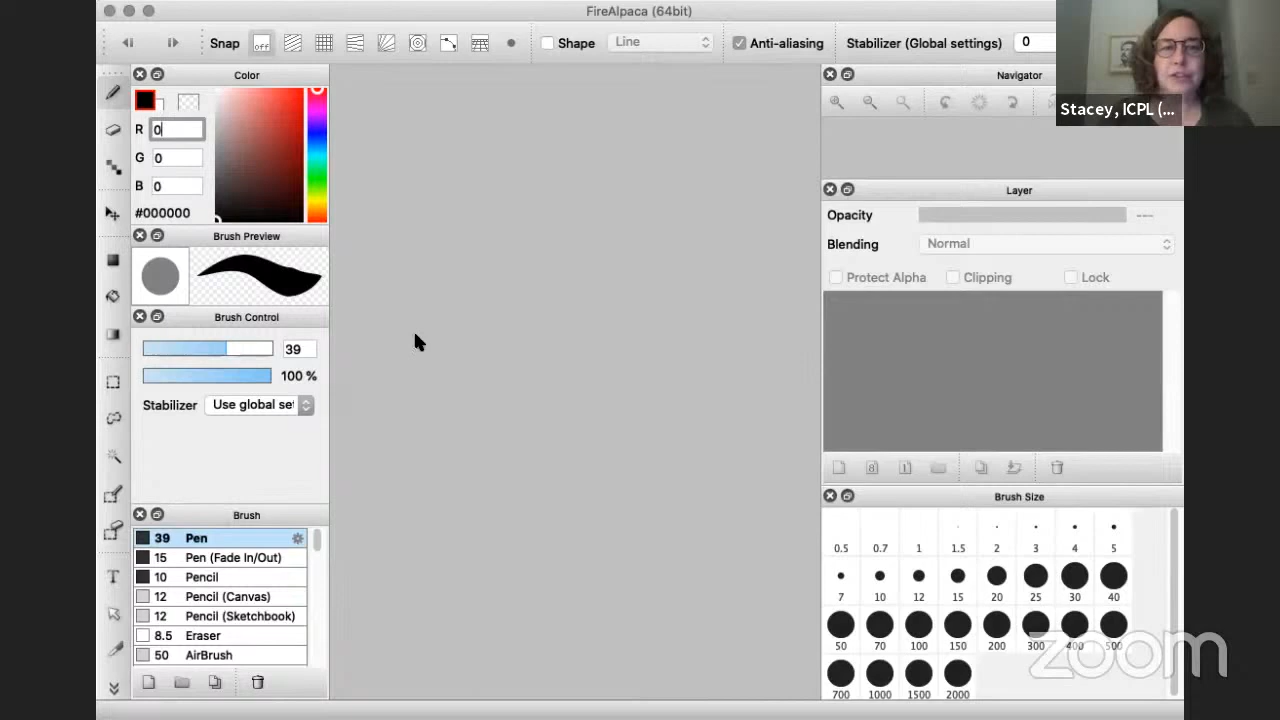 FireAlpaca (64bit)
Snap off Shape Line Anti-aliasing Stabilizer (Global settings) 0
Stacey, ICPL (...
Color
R 0
G 0
B 0
#000000
Brush Preview
Brush Control
39
100 %
Stabilizer Use global set
Brush
39 Pen
15 Pen (Fade In/Out)
10 Pencil
12 Pencil (Canvas)
12 Pencil (Sketchbook)
8.5 Eraser
50 AirBrush
T
Navigator
Layer
Opacity ----
Blending Normal
Protect Alpha Clipping Lock
8 1
Brush Size
0.5 0.7 1 1.5 2 3 4 5
7 10 12 15 20 25 30 40
50 70 100 150 200 300 400 500
700 1000 1500 2000
zoom